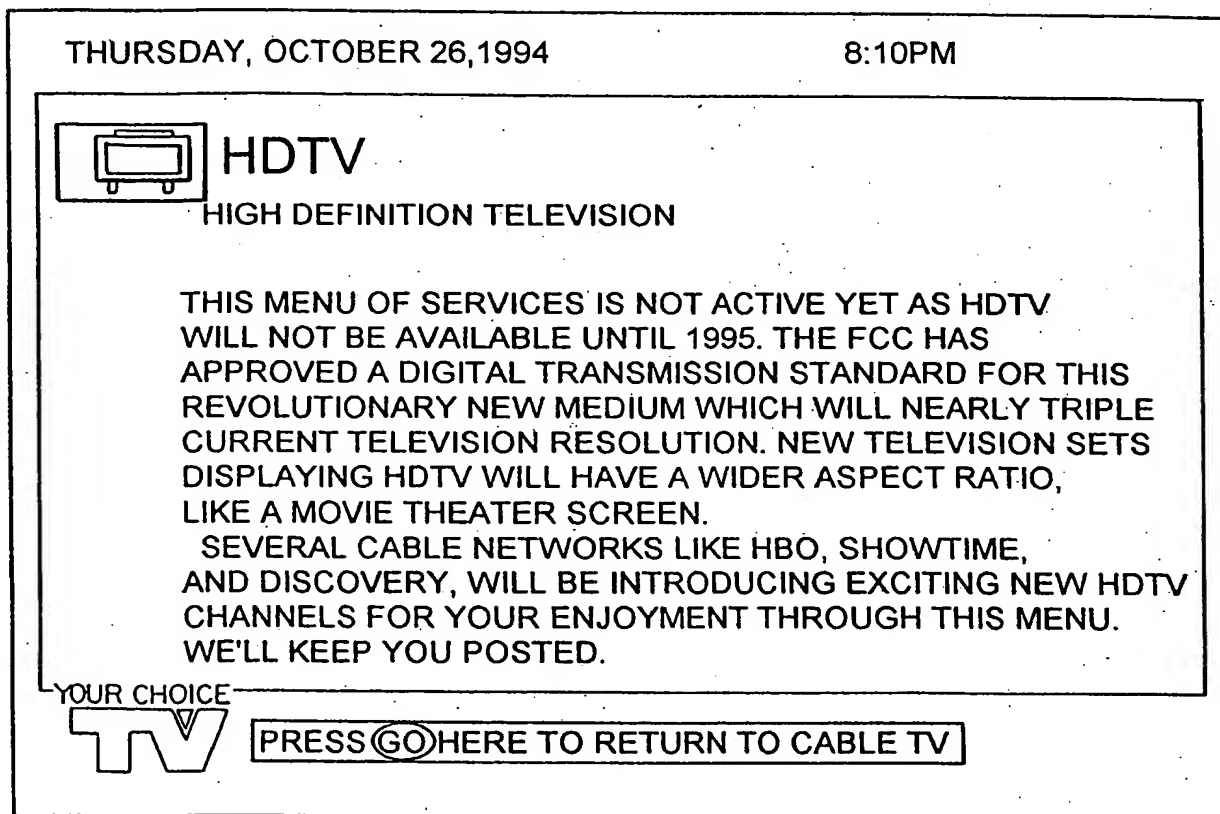 THURSDAY, OCTOBER 26,1994 8:10PM
HDTV
HIGH DEFINITION TELEVISION
THIS MENU OF SERVICES IS NOT ACTIVE YET AS HDTV
WILL NOT BE AVAILABLE UNTIL 1995. THE FCC HAS
APPROVED A DIGITAL TRANSMISSION STANDARD FOR THIS
REVOLUTIONARY NEW MEDIUM WHICH WILL NEARLY TRIPLE
CURRENT TELEVISION RESOLUTION. NEW TELEVISION SETS
DISPLAYING HDTV WILL HAVE A WIDER ASPECT RATIO,
LIKE A MOVIE THEATER SCREEN.
SEVERAL CABLE NETWORKS LIKE HBO, SHOWTIME,
AND DISCOVERY, WILL BE INTRODUCING EXCITING NEW HDTV
CHANNELS FOR YOUR ENJOYMENT THROUGH THIS MENU.
WE'LL KEEP YOU POSTED.
YOUR CHOICE
TV
PRESS GO HERE TO RETURN TO CABLE TV